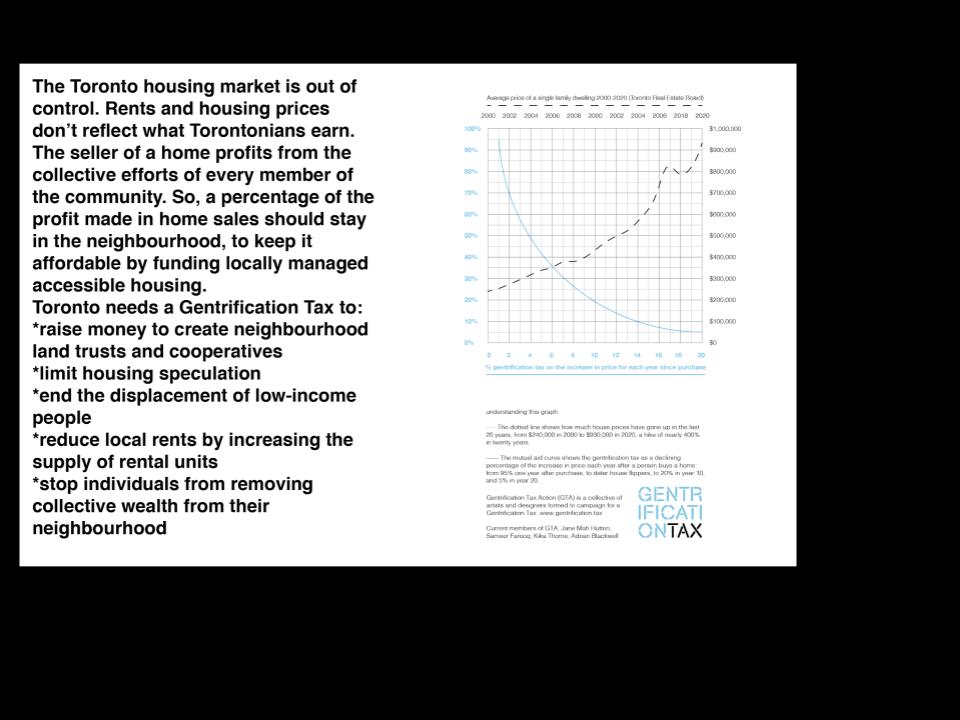 The Toronto housing market is out of
control. Rents and housing prices
don't reflect what Torontonians earn.
The seller of a home profits from the
collective efforts of every member of
the community. So, a percentage of the
profit made in home sales should stay
in the neighbourhood, to keep it
affordable by funding locally managed
accessible housing.
Toronto needs a Gentrification Tax to:
*raise money to create neighbourhood
land trusts and cooperatives
*limit housing speculation
*end the displacement of low-income
people
*reduce local rents by increasing the
supply of rental units
*stop individuals from removing
collective wealth from their
neighbourhood
Average price of a single family dwelling 2000-2020 (Toronto Real Estate Board)
2000 2002 2004 2006 2008 2000 2002 2004 2006 2018 2020
100% $1,000,000
90% $900,000
80% $800,000
70% $700,000
60% $600,000
50% $500,000
40% $400,000
30% $300,000
20% $200,000
10% $100,000
0% $0
0 2 4 6 8 10 12 14 16 18 20
% gentrification tax on the increase in price for each year since purchase
understanding this graph
---- The dotted line shows how much house prices have gone up in the last
20 years, from $240,000 in 2000 to $930,000 in 2020, a hike of nearly 400%
in twenty years.
—— The mutual aid curve shows the gentrification tax as a declining
percentage of the increase in price each year after a person buys a home:
from 95% one year after purchase, to deter house flippers, to 20% in year 10,
and 5% in year 20.
Gentrification Tax Action (GTA) is a collective of
artists and designers formed to campaign for a
Gentrification Tax. www.gentrification.tax
Current members of GTA: Jane Mah Hutton,
Sameer Farooq, Kika Thorne, Adrian Blackwell
GENTR
IFICATI
ONTAX